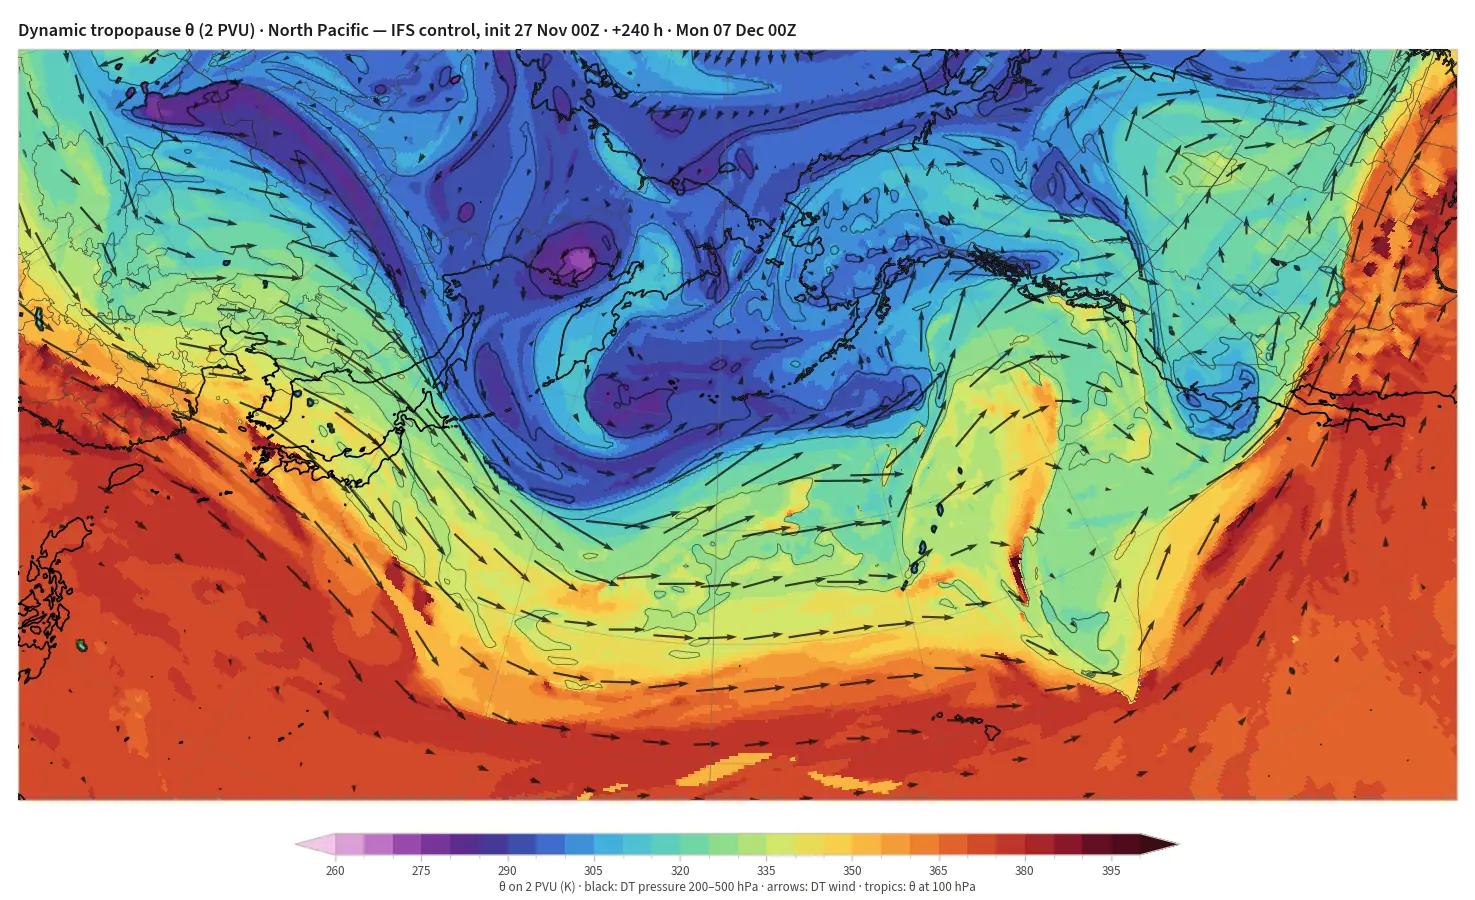 Dynamic tropopause θ (2 PVU) · North Pacific — IFS control, init 27 Nov 00Z · +240 h · Mon 07 Dec 00Z
260 275 290 305 320 335 350 365 380 395
θ on 2 PVU (K) · black: DT pressure 200–500 hPa · arrows: DT wind · tropics: θ at 100 hPa